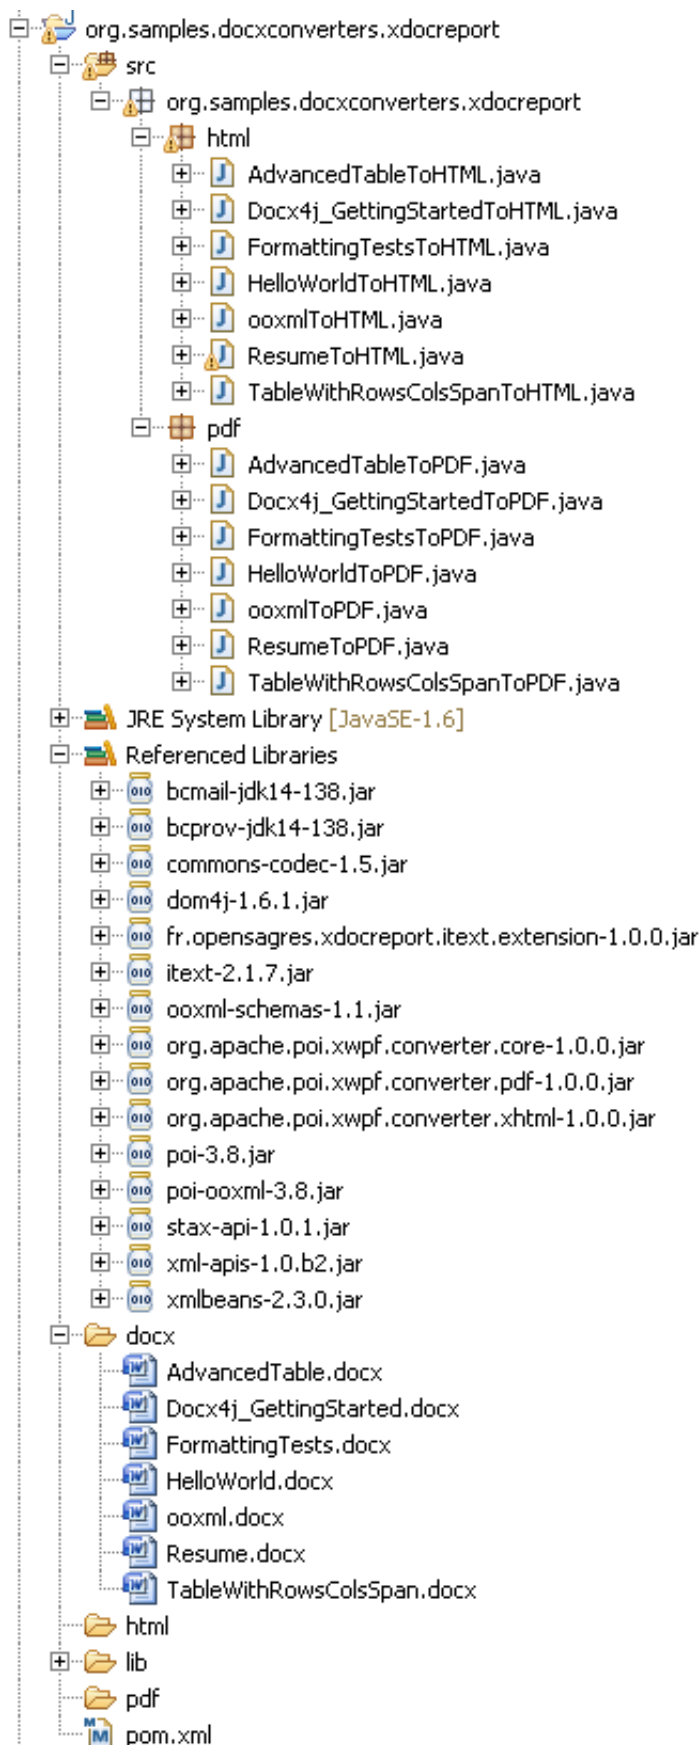 org.samples.docxconverters.xdocreport
src
org.samples.docxconverters.xdocreport
html
AdvancedTableToHTML.java
Docx4j_GettingStartedToHTML.java
FormattingTestsToHTML.java
HelloWorldToHTML.java
ooxmlToHTML.java
ResumeToHTML.java
TableWithRowsColsSpanToHTML.java
pdf
AdvancedTableToPDF.java
Docx4j_GettingStartedToPDF.java
FormattingTestsToPDF.java
HelloWorldToPDF.java
ooxmlToPDF.java
ResumeToPDF.java
TableWithRowsColsSpanToPDF.java
JRE System Library [JavaSE-1.6]
Referenced Libraries
bcmail-jdk14-138.jar
bcprov-jdk14-138.jar
commons-codec-1.5.jar
dom4j-1.6.1.jar
fr.opensagres.xdocreport.itext.extension-1.0.0.jar
itext-2.1.7.jar
ooxml-schemas-1.1.jar
org.apache.poi.xwpf.converter.core-1.0.0.jar
org.apache.poi.xwpf.converter.pdf-1.0.0.jar
org.apache.poi.xwpf.converter.xhtml-1.0.0.jar
poi-3.8.jar
poi-ooxml-3.8.jar
stax-api-1.0.1.jar
xml-apis-1.0.b2.jar
xmlbeans-2.3.0.jar
docx
AdvancedTable.docx
Docx4j_GettingStarted.docx
FormattingTests.docx
HelloWorld.docx
ooxml.docx
Resume.docx
TableWithRowsColsSpan.docx
html
lib
pdf
pom.xml